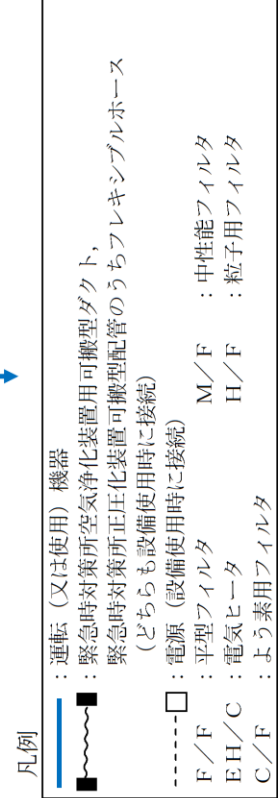 凡例
：運転（又は使用）機器
：緊急時対策所空気浄化装置用可搬型ダクト，
緊急時対策所正圧化装置可搬型配管のうちフレキシブルホース
（どちらも設備使用時に接続）
：電源（設備使用時に接続）
F／F ：平型フィルタ M／F ：中性能フィルタ
EH／C ：電気ヒータ H／F ：粒子用フィルタ
C／F ：よう素用フィルタ